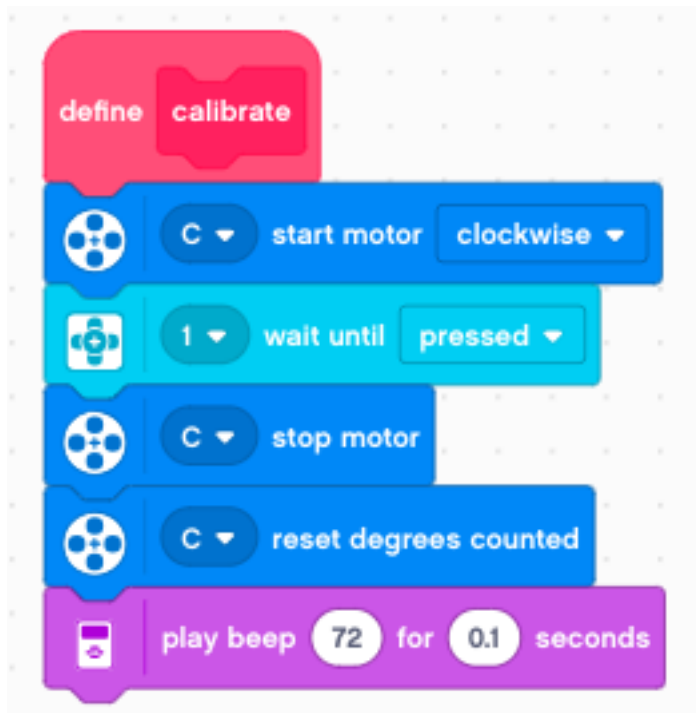 define calibrate
C start motor clockwise
1 wait until pressed
C stop motor
C reset degrees counted
play beep 72 for 0.1 seconds